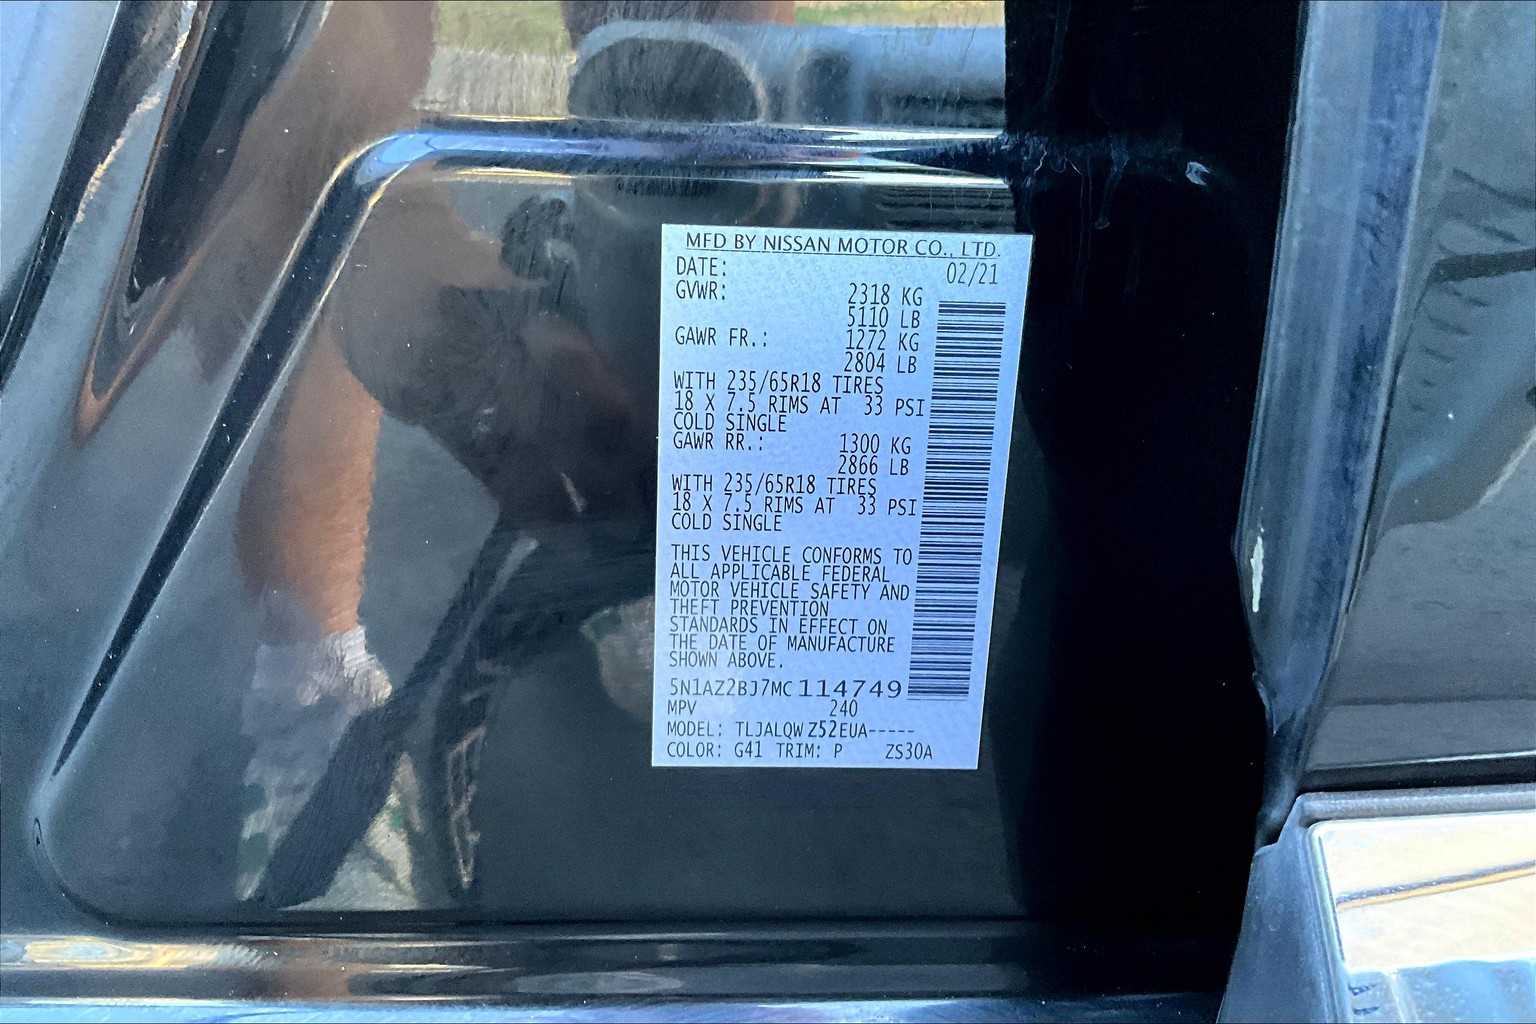 MFD BY NISSAN MOTOR CO., LTD.
DATE: 02/21
GVWR: 2318 KG
5110 LB
GAWR FR.: 1272 KG
2804 LB
WITH 235/65R18 TIRES
18 X 7.5 RIMS AT 33 PSI
COLD SINGLE
GAWR RR.: 1300 KG
2866 LB
WITH 235/65R18 TIRES
18 X 7.5 RIMS AT 33 PSI
COLD SINGLE
THIS VEHICLE CONFORMS TO
ALL APPLICABLE FEDERAL
MOTOR VEHICLE SAFETY AND
THEFT PREVENTION
STANDARDS IN EFFECT ON
THE DATE OF MANUFACTURE
SHOWN ABOVE.
5N1AZ2BJ7MC114749
MPV 240
MODEL: TLJALQWZ52EUA-----
COLOR: G41 TRIM: P ZS30A